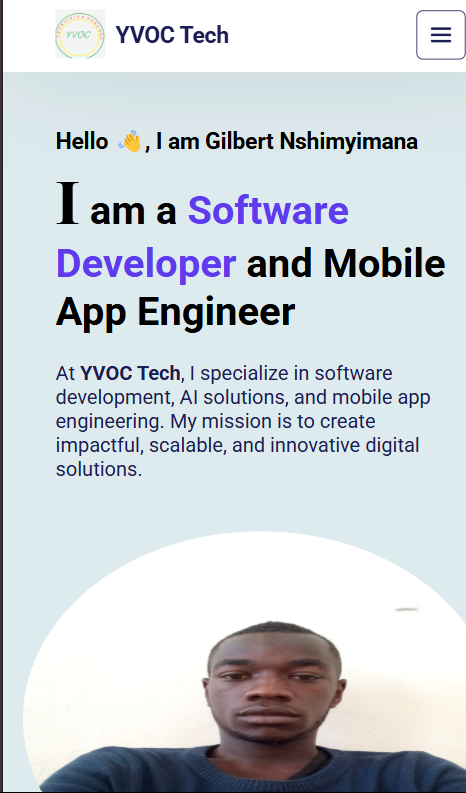 YVOC
YVOC Tech
Hello 👋, I am Gilbert Nshimyimana
I am a Software
Developer and Mobile
App Engineer
At YVOC Tech, I specialize in software
development, AI solutions, and mobile app
engineering. My mission is to create
impactful, scalable, and innovative digital
solutions.